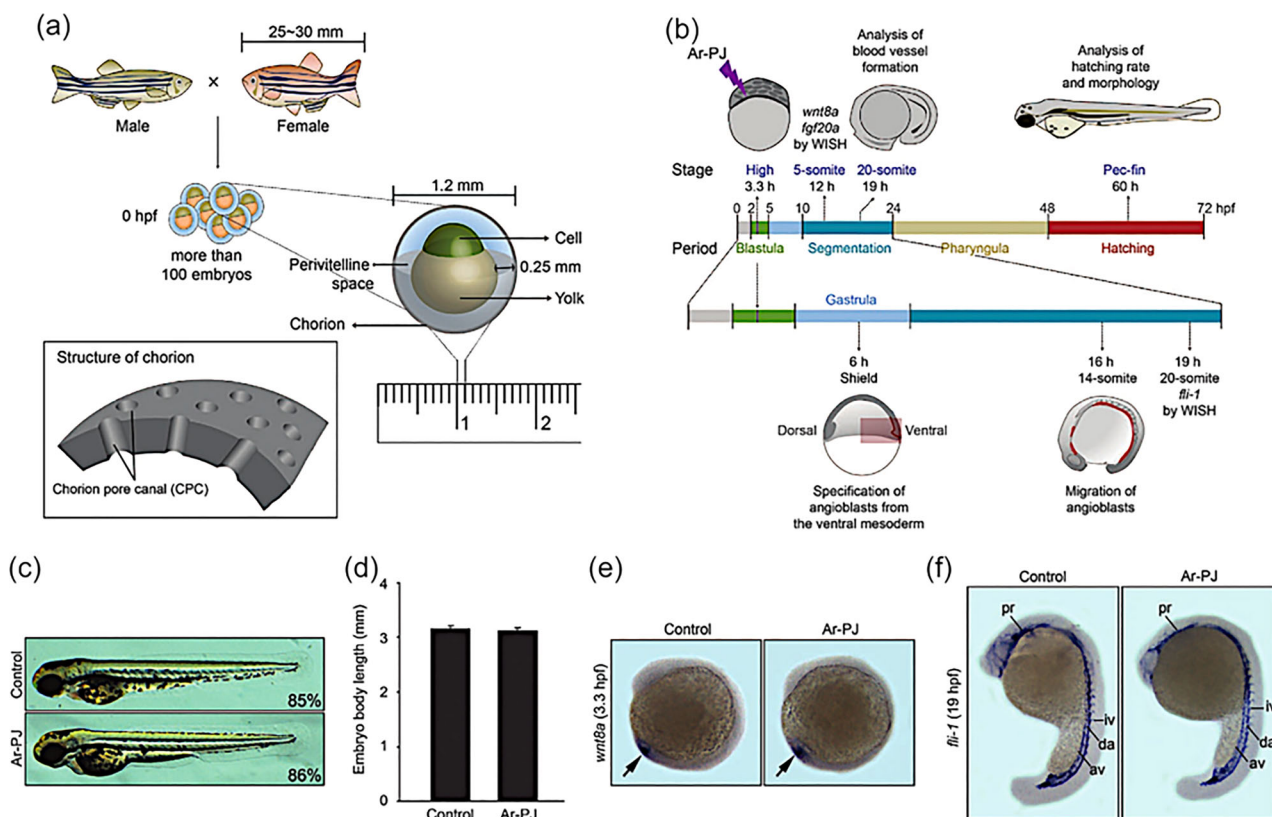 (a)
25~30 mm
×
Male
Female
0 hpf
more than
100 embryos
1.2 mm
Cell
Perivitelline
space
0.25 mm
Yolk
Chorion
Structure of chorion
Chorion pore canal (CPC)
1
2
(b)
Ar-PJ
wnt8a
fgf20a
by WISH
Analysis of
blood vessel
formation
Analysis of
hatching rate
and morphology
Stage
High
5-somite
20-somite
Pec-fin
3.3 h
12 h
19 h
60 h
0 2 5 10 24 48 72 hpf
Period
Blastula
Segmentation
Pharyngula
Hatching
Gastrula
6 h
Shield
16 h
14-somite
19 h
20-somite
fli-1
by WISH
Dorsal
Ventral
Specification of
angioblasts from
the ventral mesoderm
Migration of
angioblasts
(c)
Control
85%
Ar-PJ
86%
(d)
Embryo body length (mm)
4
3
2
1
0
Control
Ar-PJ
(e)
Control
Ar-PJ
wnt8a (3.3 hpf)
(f)
Control
Ar-PJ
fli-1 (19 hpf)
pr
pr
iv
da
av
iv
da
av